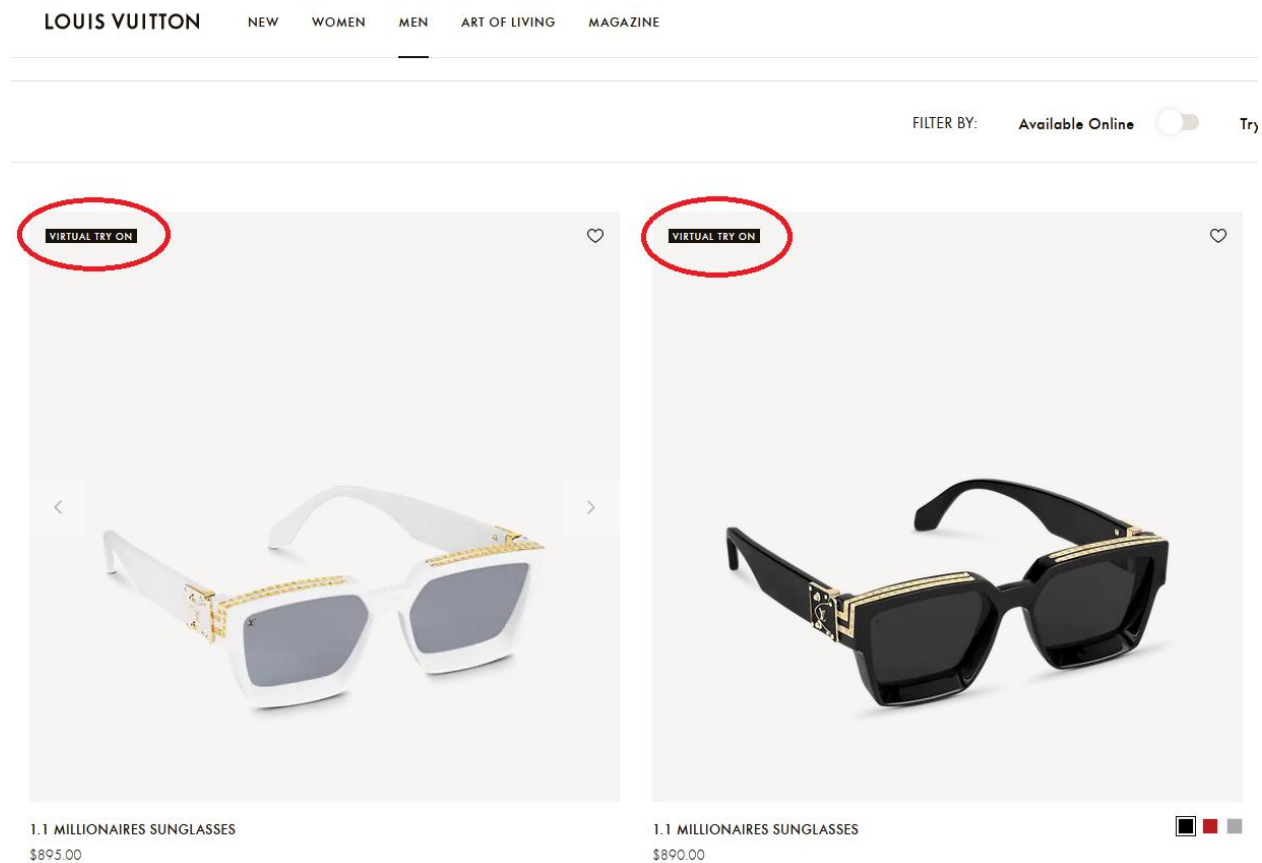 LOUIS VUITTON NEW WOMEN MEN ART OF LIVING MAGAZINE
FILTER BY: Available Online Try
VIRTUAL TRY ON VIRTUAL TRY ON
1.1 MILLIONAIRES SUNGLASSES 1.1 MILLIONAIRES SUNGLASSES
$895.00 $890.00